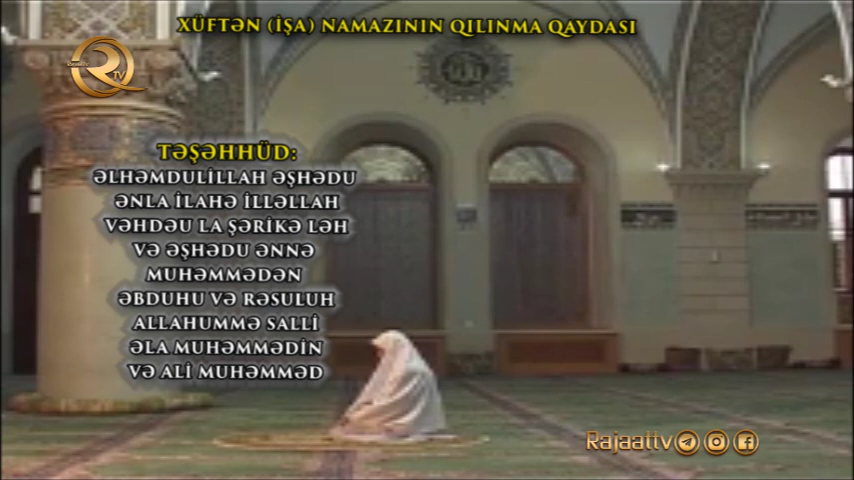 XÜFTƏN (İŞA) NAMAZININ QILINMA QAYDASI
R
TV
TƏŞƏHHÜD:
ƏLHƏMDULİLLAH ƏŞHƏDU
ƏNLA İLAHƏ İLLƏLLAH
VƏHDƏU LA ŞƏRİKƏ LƏH
VƏ ƏŞHƏDU ƏNNƏ
MUHƏMMƏDƏN
ƏBDUHU VƏ RƏSULUH
ALLAHUMMƏ SALLİ
ƏLA MUHƏMMƏDİN
VƏ ALİ MUHƏMMƏD
Rajaattv